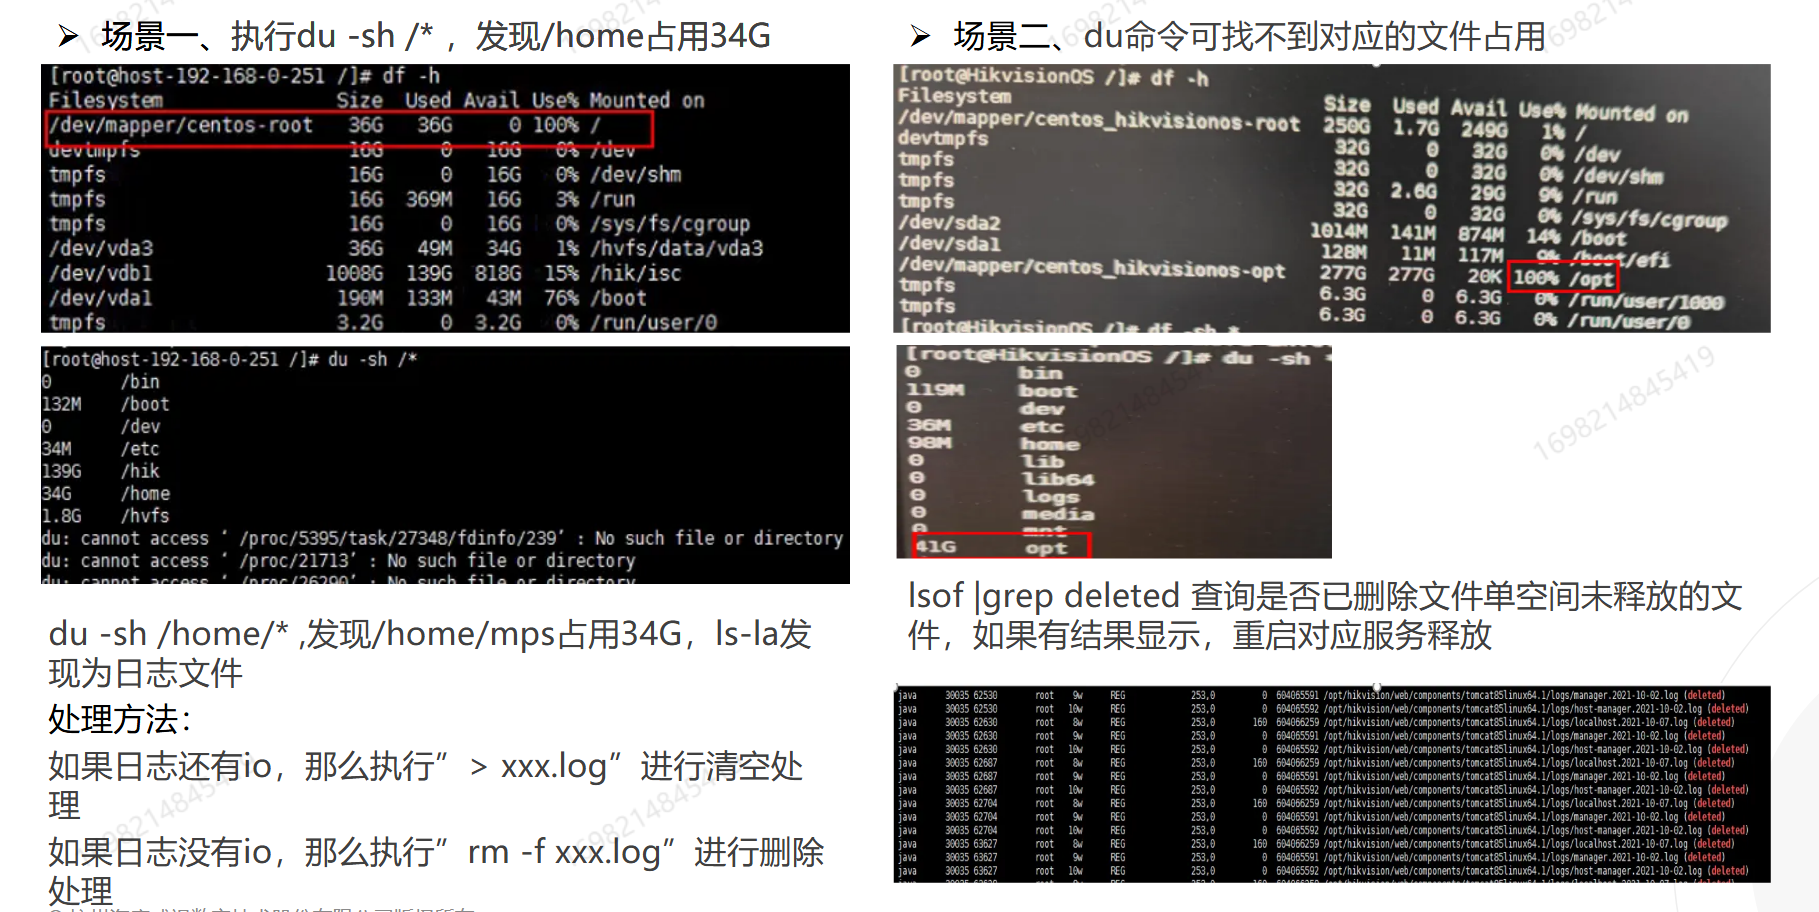 ➢ 场景一、执行du -sh /* ，发现/home占用34G
[root@host-192-168-0-251 /]# df -h
Filesystem Size Used Avail Use% Mounted on
/dev/mapper/centos-root 36G 36G 0 100% /
devtmpfs 16G 0 16G 0% /dev
tmpfs 16G 0 16G 0% /dev/shm
tmpfs 16G 369M 16G 3% /run
tmpfs 16G 0 16G 0% /sys/fs/cgroup
/dev/vda3 36G 49M 34G 1% /hvfs/data/vda3
/dev/vdb1 1008G 139G 818G 15% /hik/isc
/dev/vda1 190M 133M 43M 76% /boot
tmpfs 3.2G 0 3.2G 0% /run/user/0
[root@host-192-168-0-251 /]# du -sh /*
0 /bin
132M /boot
0 /dev
34M /etc
139G /hik
34G /home
1.8G /hvfs
du: cannot access ‘ /proc/5395/task/27348/fdinfo/239’ : No such file or directory
du: cannot access ‘ /proc/21713’ : No such file or directory
du: cannot access ‘ /proc/26290’ : No such file or directory
du -sh /home/* ,发现/home/mps占用34G，ls-la发
现为日志文件
处理方法：
如果日志还有io，那么执行” > xxx.log”进行清空处
理
如果日志没有io，那么执行” rm -f xxx.log”进行删除
处理
➢ 场景二、du命令可找不到对应的文件占用
[root@HikvisionOS /]# df -h
Filesystem Size Used Avail Use% Mounted on
/dev/mapper/centos_hikvisionos-root 250G 1.7G 249G 1% /
devtmpfs 32G 0 32G 0% /dev
tmpfs 32G 0 32G 0% /dev/shm
tmpfs 32G 2.6G 29G 9% /run
tmpfs 32G 0 32G 0% /sys/fs/cgroup
/dev/sda2 1014M 141M 874M 14% /boot
/dev/sda1 128M 11M 117M 9% /boot/efi
/dev/mapper/centos_hikvisionos-opt 277G 277G 20K 100% /opt
tmpfs 6.3G 0 6.3G 0% /run/user/1000
tmpfs 6.3G 0 6.3G 0% /run/user/0
[root@HikvisionOS /]# df -sh *
[root@HikvisionOS /]# du -sh *
0 bin
119M boot
0 dev
36M etc
98M home
0 lib
0 lib64
0 logs
0 media
0 mnt
41G opt
lsof |grep deleted 查询是否已删除文件单空间未释放的文
件，如果有结果显示，重启对应服务释放
java 30035 62530 root 9w REG 253,0 0 604065591 /opt/hikvision/web/components/tomcat85linux64.1/logs/manager.2021-10-02.log (deleted)
java 30035 62530 root 10w REG 253,0 0 604065592 /opt/hikvision/web/components/tomcat85linux64.1/logs/host-manager.2021-10-02.log (deleted)
java 30035 62630 root 8w REG 253,0 160 604066259 /opt/hikvision/web/components/tomcat85linux64.1/logs/localhost.2021-10-07.log (deleted)
java 30035 62630 root 9w REG 253,0 0 604065591 /opt/hikvision/web/components/tomcat85linux64.1/logs/manager.2021-10-02.log (deleted)
java 30035 62630 root 10w REG 253,0 0 604065592 /opt/hikvision/web/components/tomcat85linux64.1/logs/host-manager.2021-10-02.log (deleted)
java 30035 62687 root 8w REG 253,0 160 604066259 /opt/hikvision/web/components/tomcat85linux64.1/logs/localhost.2021-10-07.log (deleted)
java 30035 62687 root 9w REG 253,0 0 604065591 /opt/hikvision/web/components/tomcat85linux64.1/logs/manager.2021-10-02.log (deleted)
java 30035 62687 root 10w REG 253,0 0 604065592 /opt/hikvision/web/components/tomcat85linux64.1/logs/host-manager.2021-10-02.log (deleted)
java 30035 62704 root 8w REG 253,0 160 604066259 /opt/hikvision/web/components/tomcat85linux64.1/logs/localhost.2021-10-07.log (deleted)
java 30035 62704 root 9w REG 253,0 0 604065591 /opt/hikvision/web/components/tomcat85linux64.1/logs/manager.2021-10-02.log (deleted)
java 30035 62704 root 10w REG 253,0 0 604065592 /opt/hikvision/web/components/tomcat85linux64.1/logs/host-manager.2021-10-02.log (deleted)
java 30035 63627 root 8w REG 253,0 160 604066259 /opt/hikvision/web/components/tomcat85linux64.1/logs/localhost.2021-10-07.log (deleted)
java 30035 63627 root 9w REG 253,0 0 604065591 /opt/hikvision/web/components/tomcat85linux64.1/logs/manager.2021-10-02.log (deleted)
java 30035 63627 root 10w REG 253,0 0 604065592 /opt/hikvision/web/components/tomcat85linux64.1/logs/host-manager.2021-10-02.log (deleted)
1698214845419